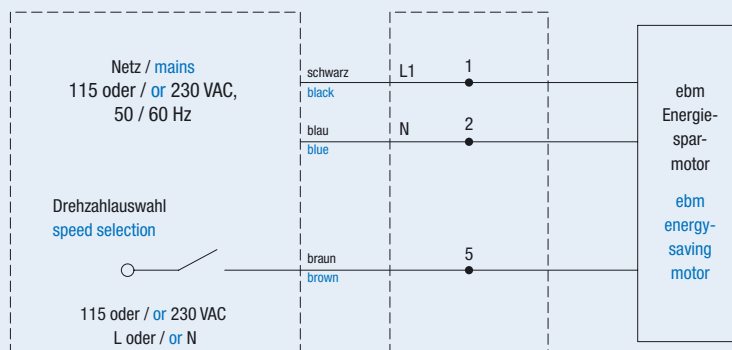 Netz / mains
115 oder / or 230 VAC,
50 / 60 Hz
schwarz
black
L1
1
blau
blue
N
2
ebm
Energie-
spar-
motor
ebm
energy-
saving
motor
Drehzahlauswahl
speed selection
braun
brown
5
115 oder / or 230 VAC
L oder / or N